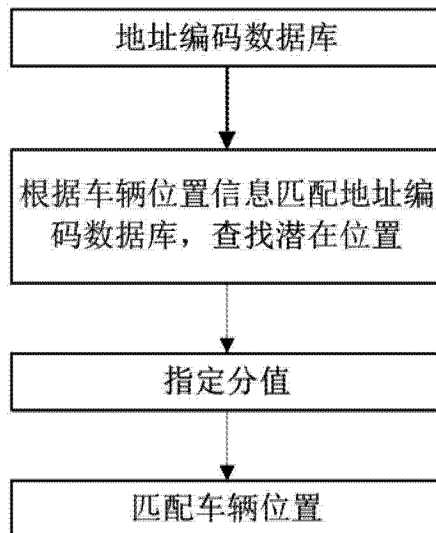 地址编码数据库
根据车辆位置信息匹配地址编
码数据库，查找潜在位置
指定分值
匹配车辆位置